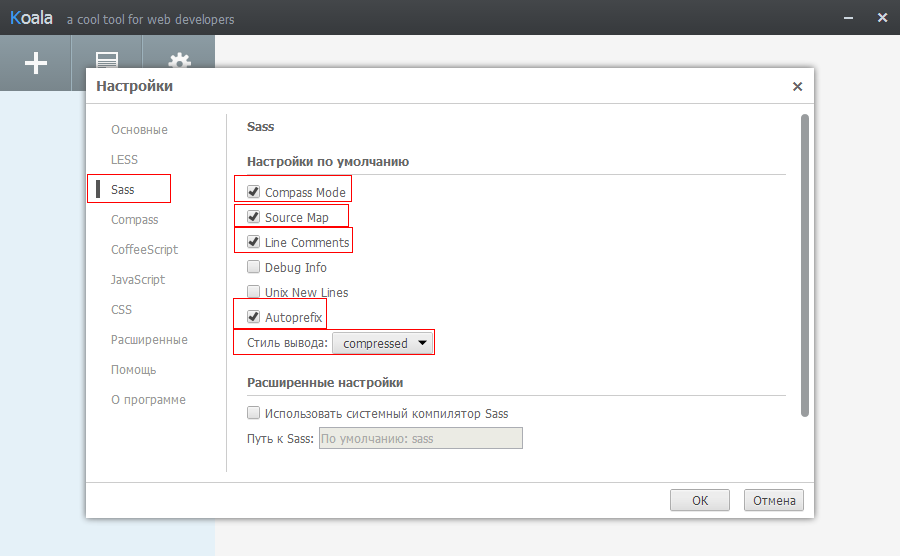 Koala a cool tool for web developers
Настройки
Основные
LESS
Sass
Compass
CoffeeScript
JavaScript
CSS
Расширенные
Помощь
О программе
Sass
Настройки по умолчанию
Compass Mode
Source Map
Line Comments
Debug Info
Unix New Lines
Autoprefix
Стиль вывода: compressed
Расширенные настройки
Использовать системный компилятор Sass
Путь к Sass: По умолчанию: sass
OK Отмена